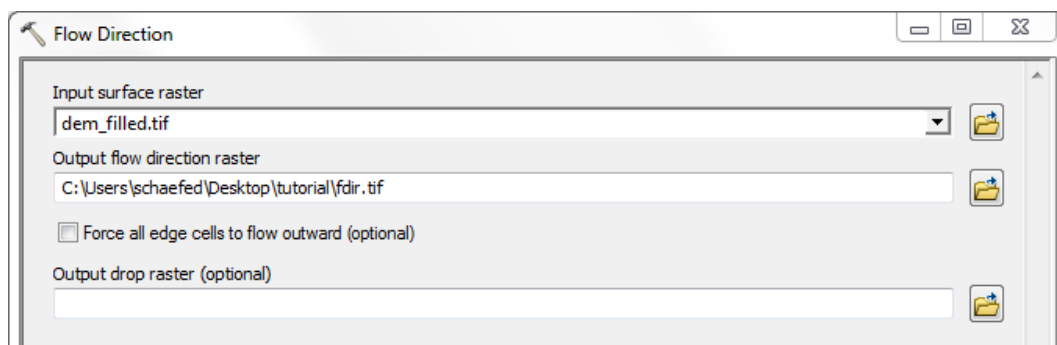 Flow Direction
Input surface raster
dem_filled.tif
Output flow direction raster
C:\Users\schaefed\Desktop\tutorial\fdir.tif
Force all edge cells to flow outward (optional)
Output drop raster (optional)